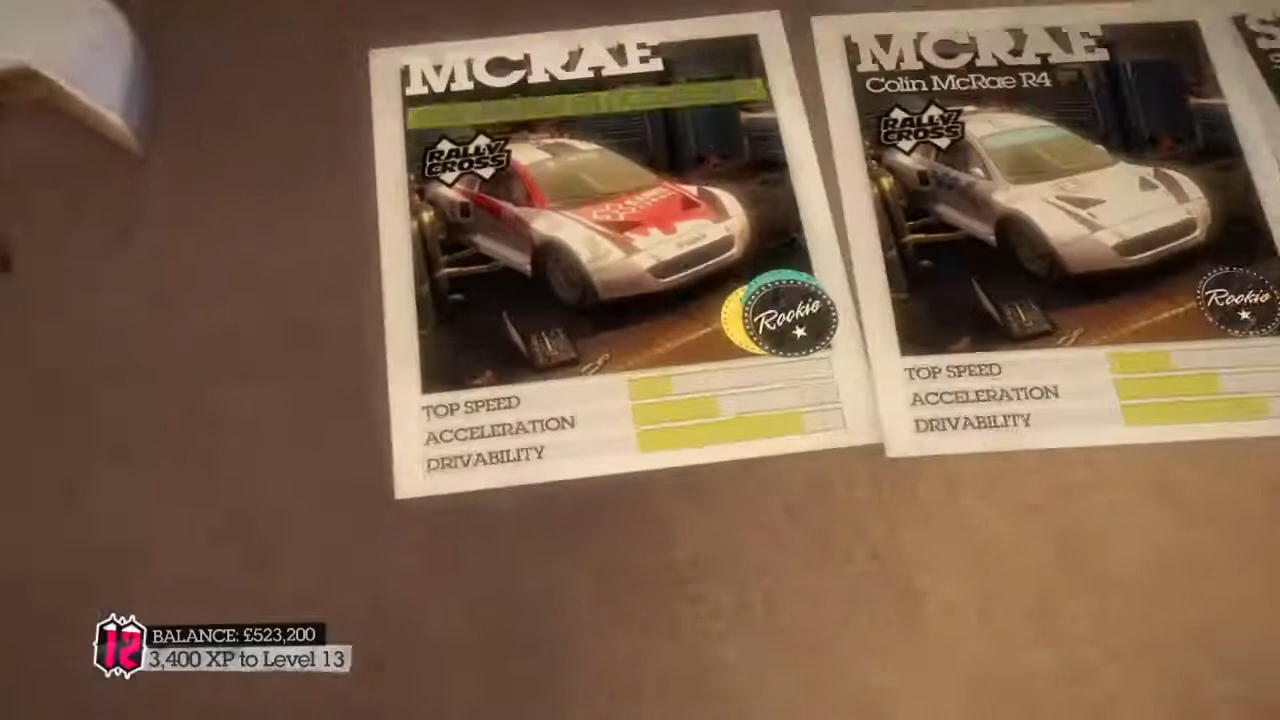 MCRAE
RALLY
CROSS
Rookie
TOP SPEED
ACCELERATION
DRIVABILITY
MCRAE
Colin McRae R4
RALLY
CROSS
Rookie
TOP SPEED
ACCELERATION
DRIVABILITY
12
BALANCE: £523,200
3,400 XP to Level 13